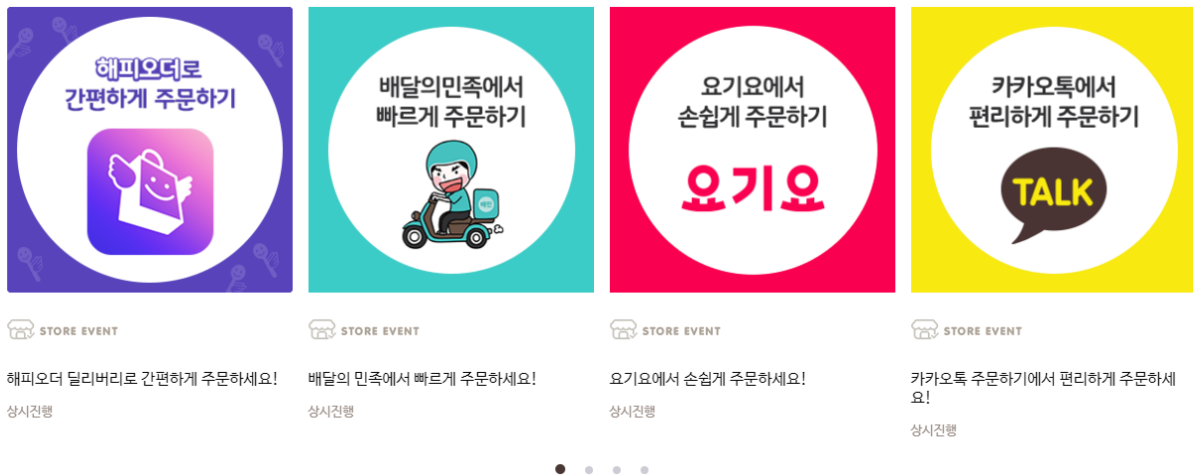 해피오더로
간편하게 주문하기
배달의민족에서
빠르게 주문하기
배민
요기요에서
손쉽게 주문하기
요기요
카카오톡에서
편리하게 주문하기
TALK
STORE EVENT
해피오더 딜리버리로 간편하게 주문하세요!
상시진행
STORE EVENT
배달의 민족에서 빠르게 주문하세요!
상시진행
STORE EVENT
요기요에서 손쉽게 주문하세요!
상시진행
STORE EVENT
카카오톡 주문하기에서 편리하게 주문하세
요!
상시진행